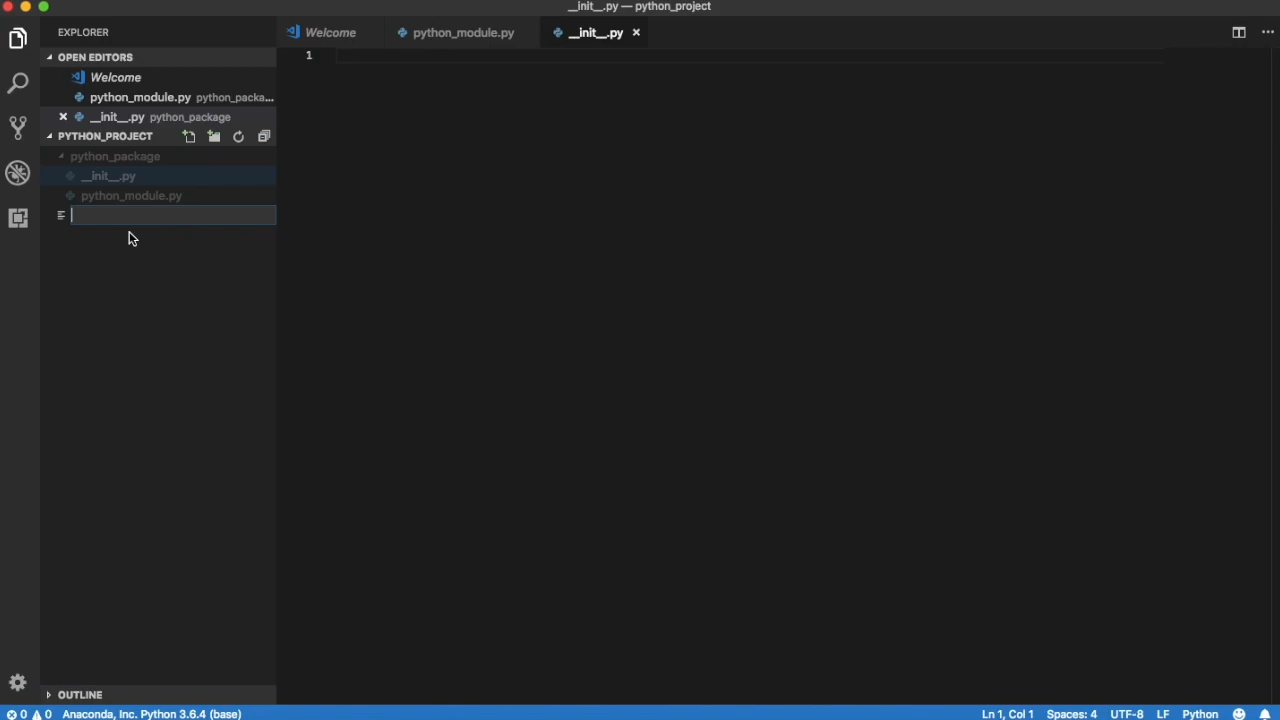 __init__.py — python_project
EXPLORER
Welcome
python_module.py
__init__.py
OPEN EDITORS
1
Welcome
python_module.py python_packa...
__init__.py python_package
PYTHON_PROJECT
python_package
__init__.py
python_module.py
OUTLINE
0 0 Anaconda, Inc. Python 3.6.4 (base)
Ln 1, Col 1 Spaces: 4 UTF-8 LF Python